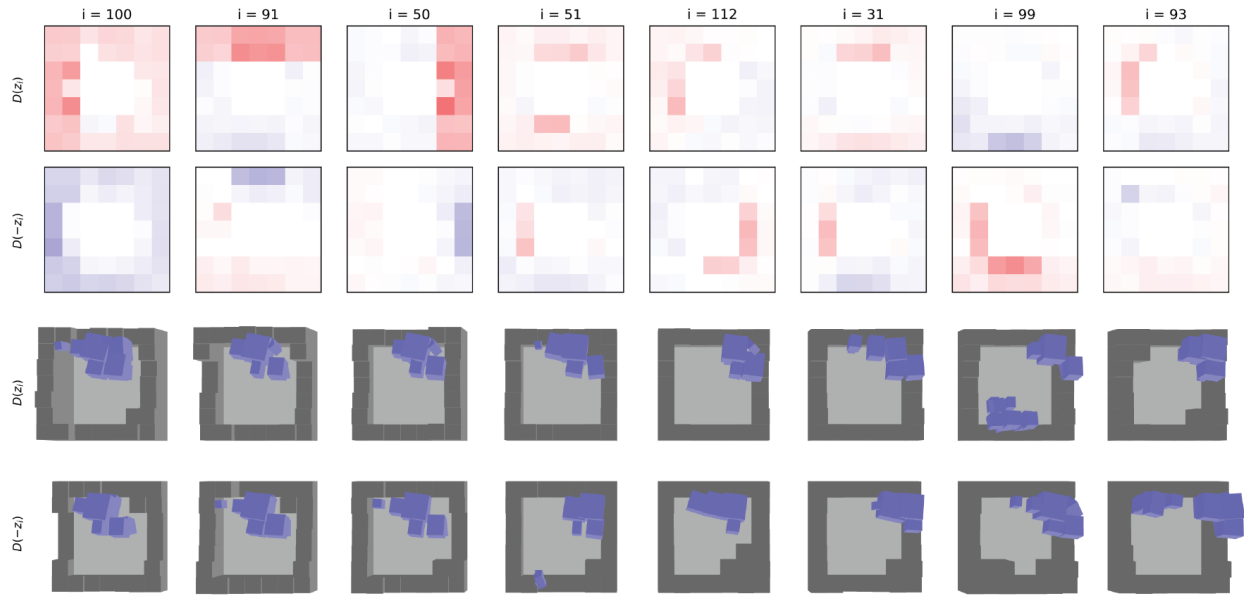 i = 100 i = 91 i = 50 i = 51 i = 112 i = 31 i = 99 i = 93
D(zᵢ)
D(−zᵢ)
D(zᵢ)
D(−zᵢ)